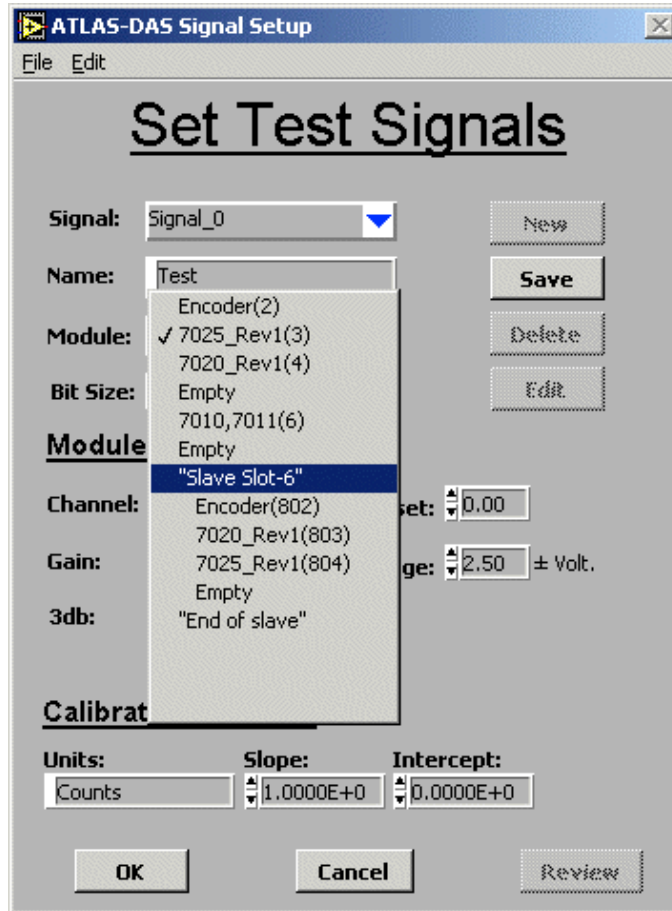 ATLAS-DAS Signal Setup
File Edit
Set Test Signals
Signal: Signal_0 New
Name: Test Save
Module: Delete
Bit Size: Edit
Encoder(2)
✓ 7025_Rev1(3)
7020_Rev1(4)
Empty
7010,7011(6)
Empty
"Slave Slot-6"
Encoder(802)
7020_Rev1(803)
7025_Rev1(804)
Empty
"End of slave"
Module
Channel: set: 0.00
Gain: ge: 2.50 ± Volt.
3db:
Calibrat
Units: Slope: Intercept:
Counts 1.0000E+0 0.0000E+0
OK Cancel Review